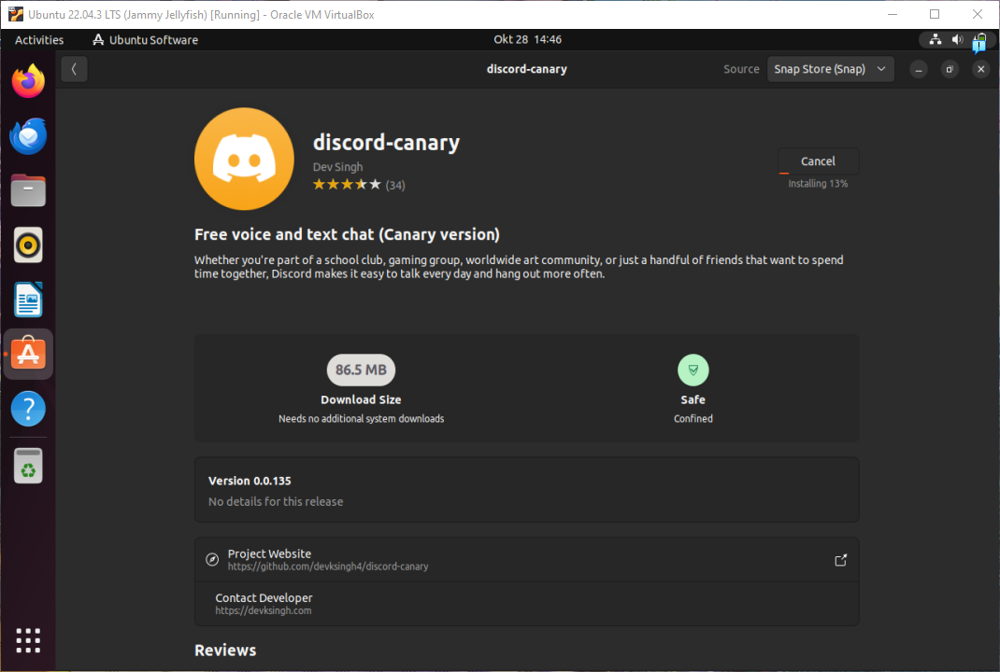 Ubuntu 22.04.3 LTS (Jammy Jellyfish) [Running] - Oracle VM VirtualBox
Activities
Ubuntu Software
Okt 28 14:46
discord-canary
Source
Snap Store (Snap)
discord-canary
Dev Singh
(34)
Cancel
Installing 13%
Free voice and text chat (Canary version)
Whether you're part of a school club, gaming group, worldwide art community, or just a handful of friends that want to spend
time together, Discord makes it easy to talk every day and hang out more often.
86.5 MB
Download Size
Needs no additional system downloads
Safe
Confined
Version 0.0.135
No details for this release
Project Website
https://github.com/devksingh4/discord-canary
Contact Developer
https://devksingh.com
Reviews